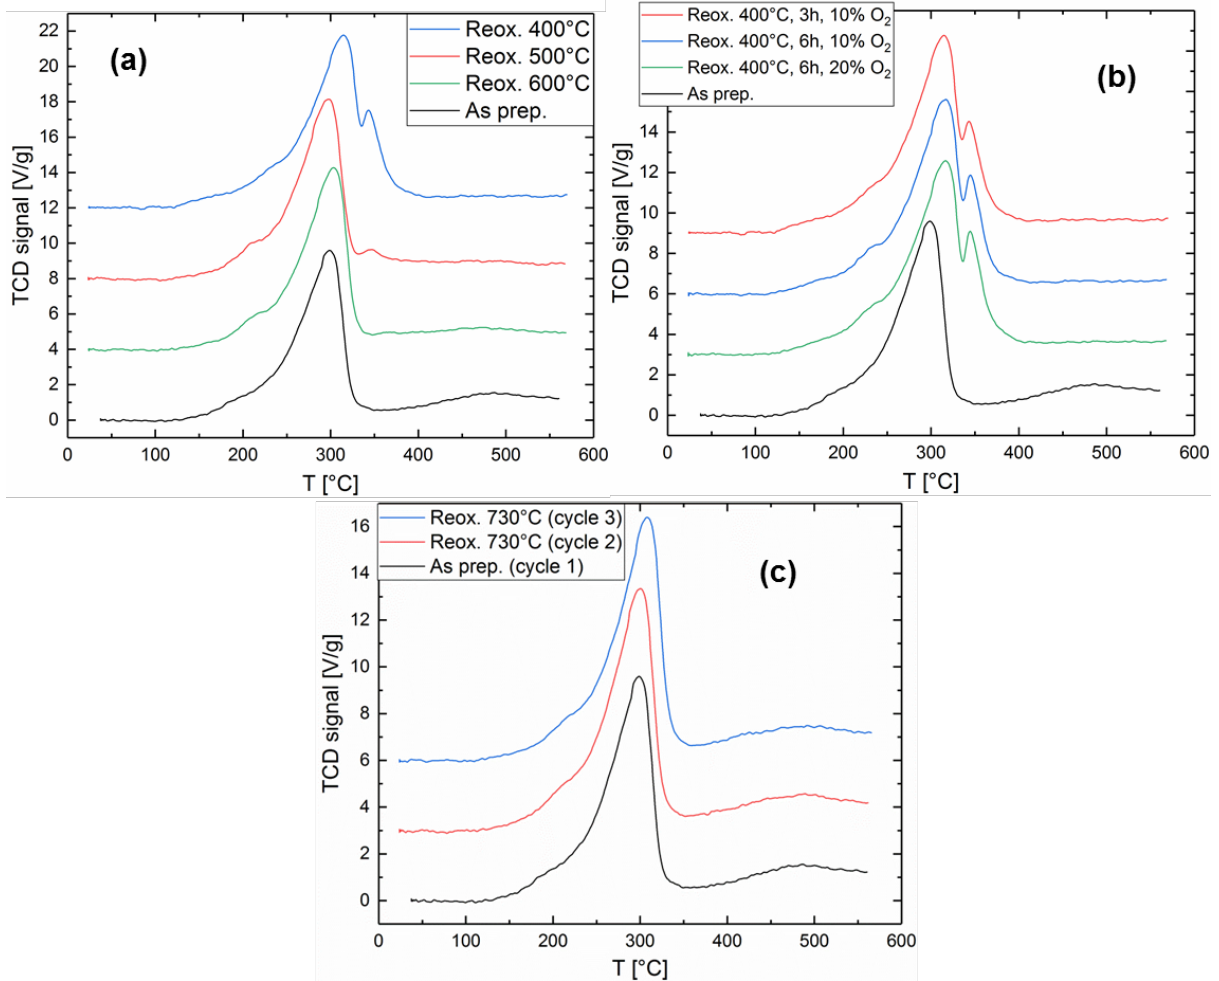 (a)
Reox. 400°C
Reox. 500°C
Reox. 600°C
As prep.
TCD signal [V/g]
22
20
18
16
14
12
10
8
6
4
2
0
0 100 200 300 400 500 600
T [°C]
(b)
Reox. 400°C, 3h, 10% O₂
Reox. 400°C, 6h, 10% O₂
Reox. 400°C, 6h, 20% O₂
As prep.
TCD signal [V/g]
14
12
10
8
6
4
2
0
0 100 200 300 400 500 600
T [°C]
(c)
Reox. 730°C (cycle 3)
Reox. 730°C (cycle 2)
As prep. (cycle 1)
TCD signal [V/g]
16
14
12
10
8
6
4
2
0
0 100 200 300 400 500 600
T [°C]